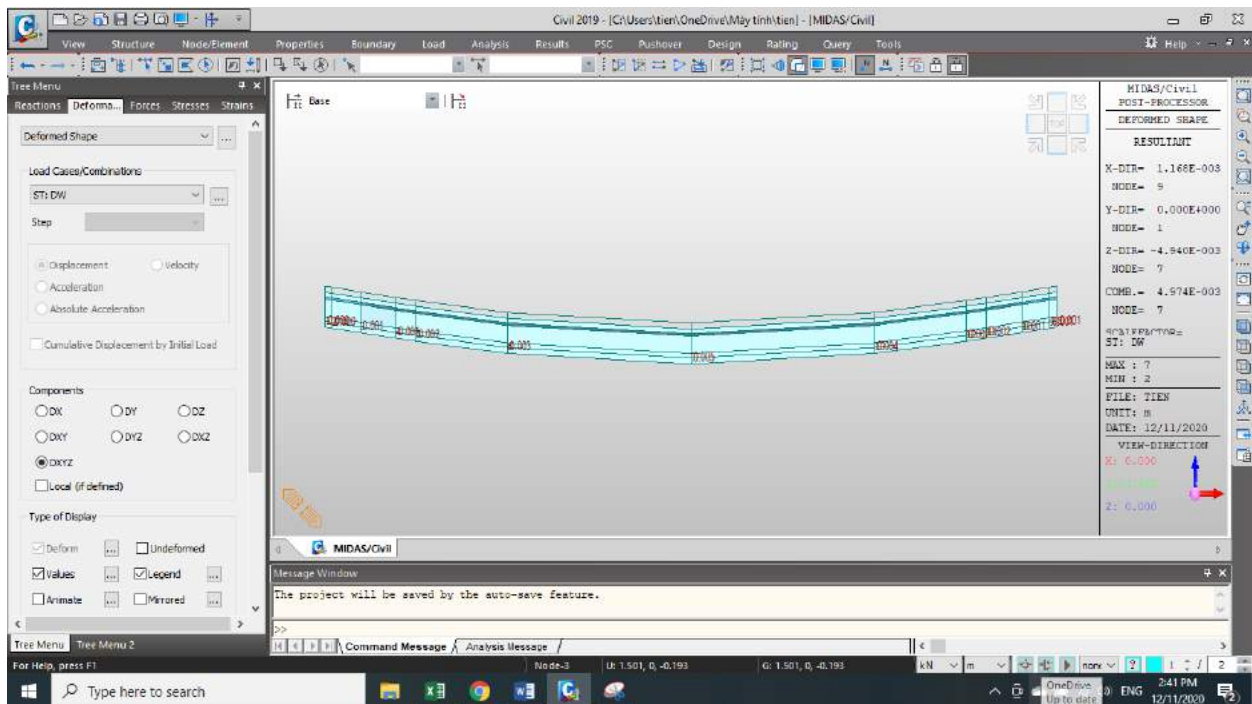 Civil 2019 - [C:\Users\tien\OneDrive\Máy tính\tien] - [MIDAS/Civil]
View Structure Node/Element Properties Boundary Load Analysis Results PSC Pushover Design Rating Query Tools Help
Tree Menu
Reactions Deforma... Forces Stresses Strains
Deformed Shape
Load Cases/Combinations
ST: DW
Step
Displacement Velocity
Acceleration
Absolute Acceleration
Cumulative Displacement by Initial Load
Components
DX DY DZ
DXY DYZ DXZ
DXYZ
Local (if defined)
Type of Display
Deform ... Undeformed
Values ... Legend ...
Animate ... Mirrored ...
Tree Menu Tree Menu 2
Base
TOP
0.001
0.003
0.005
MIDAS/Civil
POST-PROCESSOR
DEFORMED SHAPE
RESULTANT
X-DIR= 1.168E-003
NODE= 9
Y-DIR= 0.000E+000
NODE= 1
Z-DIR= -4.940E-003
NODE= 7
COMB.= 4.974E-003
NODE= 7
SCALEFACTOR=
ST: DW
MAX : 7
MIN : 2
FILE: TIEN
UNIT: m
DATE: 12/11/2020
VIEW-DIRECTION
X: 0.000
Z: 0.000
MIDAS/Civil
Message Window
The project will be saved by the auto-save feature.
>>
Command Message Analysis Message
For Help, press F1
Node-3 U: 1.501, 0, -0.193 G: 1.501, 0, -0.193 kN m 2
Type here to search
OneDrive
Up to date
ENG
2:41 PM
12/11/2020